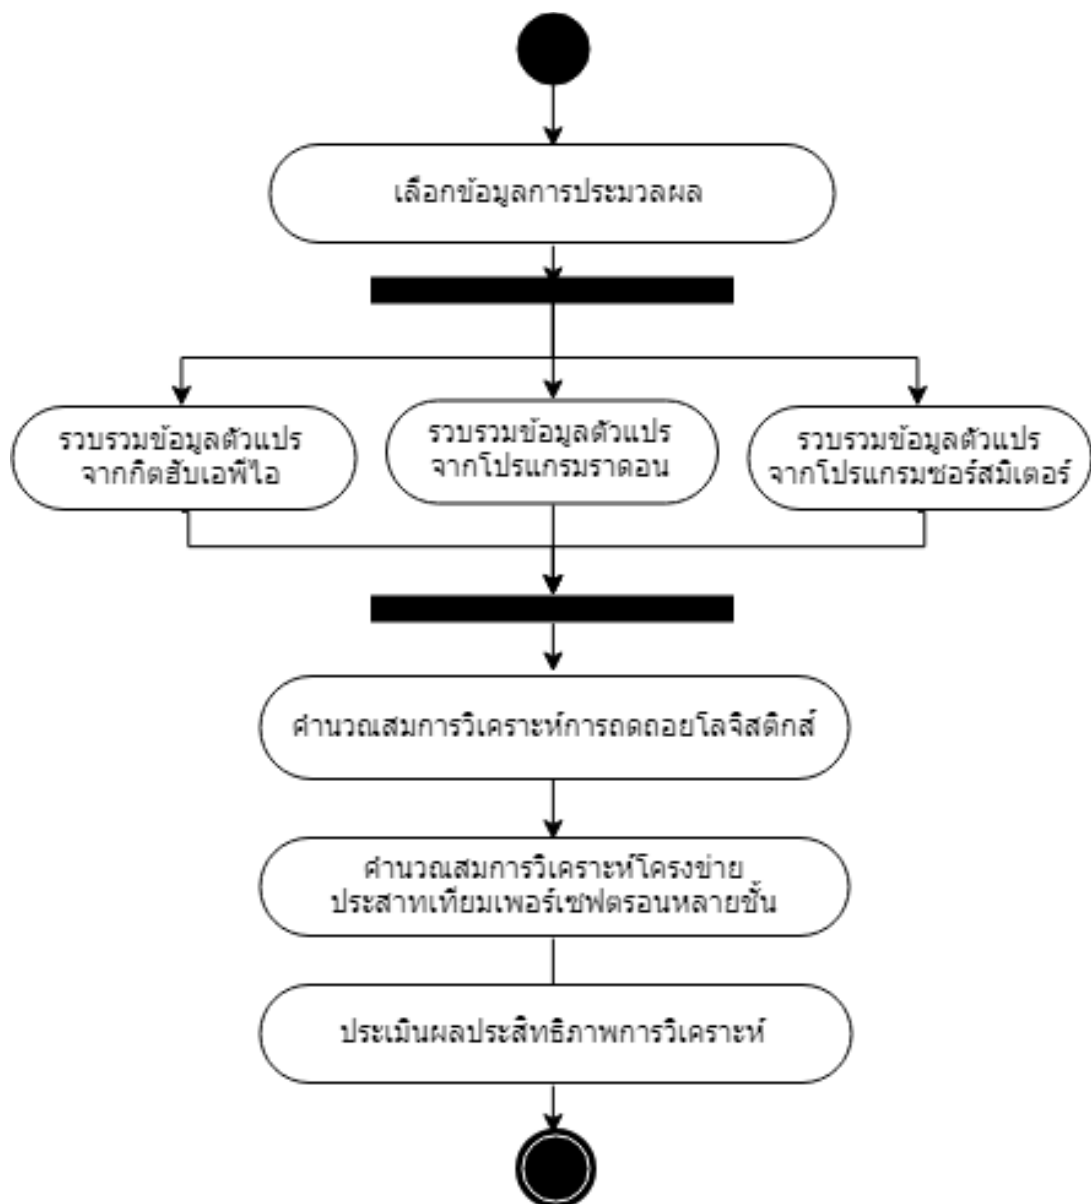 เลือกข้อมูลการประมวลผล
รวบรวมข้อมูลตัวแปร
จากกิตฮับเอพีไอ
รวบรวมข้อมูลตัวแปร
จากโปรแกรมราดอน
รวบรวมข้อมูลตัวแปร
จากโปรแกรมซอร์สมิเตอร์
คำนวณสมการวิเคราะห์การถดถอยโลจิสติกส์
คำนวณสมการวิเคราะห์โครงข่าย
ประสาทเทียมเพอร์เซฟตรอนหลายชั้น
ประเมินผลประสิทธิภาพการวิเคราะห์